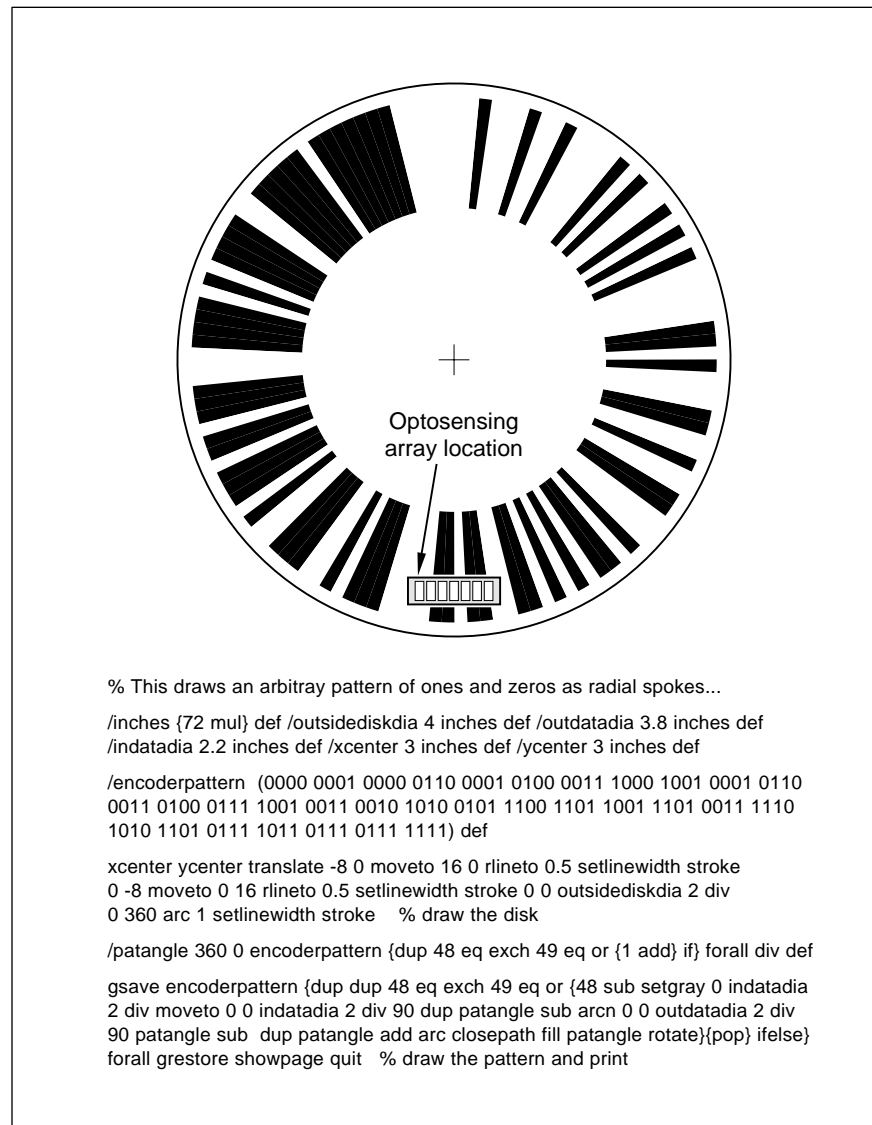 Optosensing
array location
% This draws an arbitray pattern of ones and zeros as radial spokes...
/inches {72 mul} def /outsidediskdia 4 inches def /outdatadia 3.8 inches def
/indatadia 2.2 inches def /xcenter 3 inches def /ycenter 3 inches def
/encoderpattern  (0000 0001 0000 0110 0001 0100 0011 1000 1001 0001 0110
0011 0100 0111 1001 0011 0010 1010 0101 1100 1101 1001 1101 0011 1110
1010 1101 0111 1011 0111 0111 1111) def
xcenter ycenter translate -8 0 moveto 16 0 rlineto 0.5 setlinewidth stroke
0 -8 moveto 0 16 rlineto 0.5 setlinewidth stroke 0 0 outsidediskdia 2 div
0 360 arc 1 setlinewidth stroke    % draw the disk
/patangle 360 0 encoderpattern {dup 48 eq exch 49 eq or {1 add} if} forall div def
gsave encoderpattern {dup dup 48 eq exch 49 eq or {48 sub setgray 0 indatadia
2 div moveto 0 0 indatadia 2 div 90 dup patangle sub arcn 0 0 outdatadia 2 div
90 patangle sub  dup patangle add arc closepath fill patangle rotate}{pop} ifelse}
forall grestore showpage quit   % draw the pattern and print